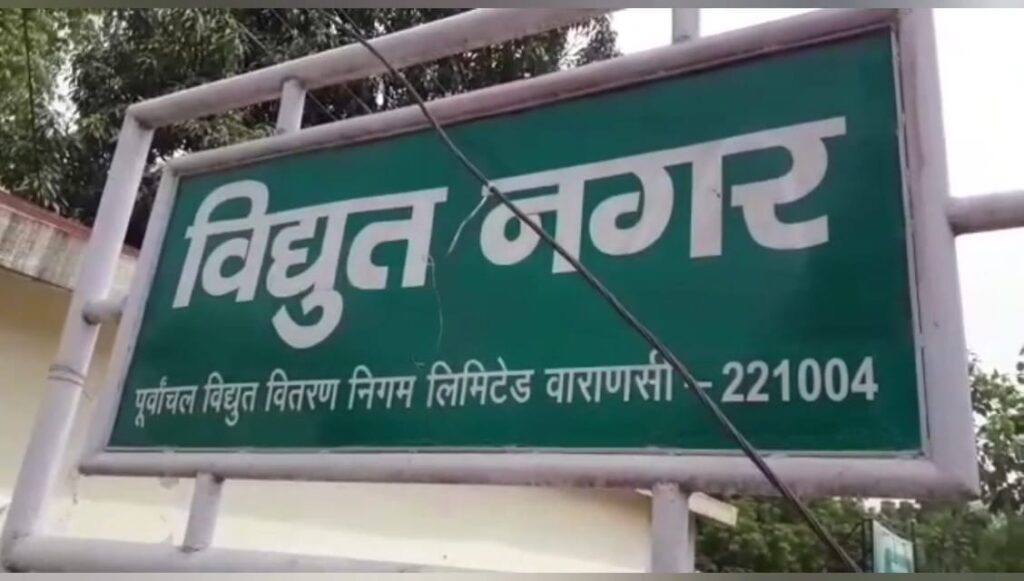 विद्युत नगर
पूर्वांचल विद्युत वितरण निगम लिमिटेड वाराणसी – 221004